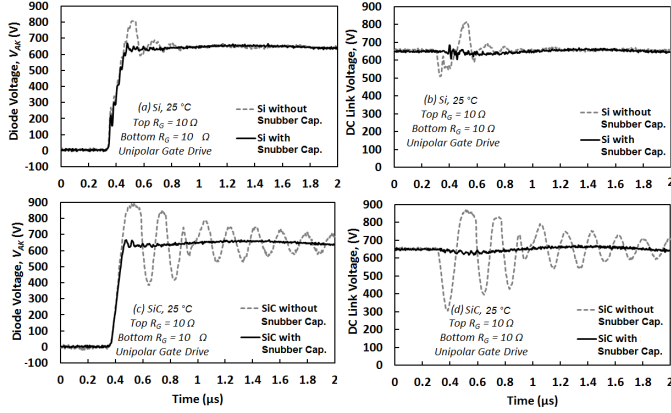 Diode Voltage, VAK (V)
900
800
700
600
500
400
300
200
100
0
-100
(a) Si, 25 °C
Top RG = 10 Ω
Bottom RG = 10 Ω
Unipolar Gate Drive
Si without
Snubber Cap.
Si with
Snubber Cap.
0 0.2 0.4 0.6 0.8 1 1.2 1.4 1.6 1.8 2
DC Link Voltage, (V)
900
800
700
600
500
400
300
200
100
0
(b) Si, 25 °C
Top RG = 10 Ω
Bottom RG = 10 Ω
Unipolar Gate Drive
Si without
Snubber Cap.
Si with
Snubber Cap.
0 0.2 0.4 0.6 0.8 1 1.2 1.4 1.6 1.8 2
Diode Voltage, VAK (V)
900
800
700
600
500
400
300
200
100
0
-100
(c) SiC, 25 °C
Top RG = 10 Ω
Bottom RG = 10 Ω
Unipolar Gate Drive
SiC without
Snubber Cap.
SiC with
Snubber Cap.
0 0.2 0.4 0.6 0.8 1 1.2 1.4 1.6 1.8 2
Time (µs)
DC Link Voltage, (V)
900
800
700
600
500
400
300
200
100
0
(d) SiC, 25 °C
Top RG = 10 Ω
Bottom RG = 10 Ω
Unipolar Gate Drive
SiC without
Snubber Cap.
SiC with
Snubber Cap.
0 0.2 0.4 0.6 0.8 1 1.2 1.4 1.6 1.8 2
Time (µs)